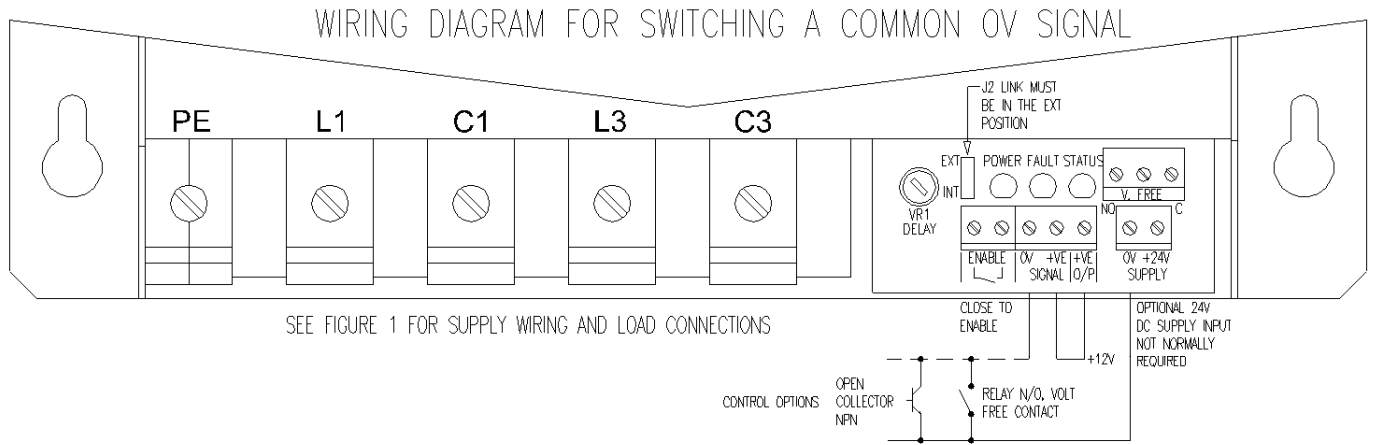 WIRING DIAGRAM FOR SWITCHING A COMMON 0V SIGNAL
J2 LINK MUST
BE IN THE EXT
POSITION
PE L1 C1 L3 C3
EXT POWER FAULT STATUS
INT
V. FREE
NO C
VR1
DELAY
ENABLE 0V +VE +VE 0V +24V
SIGNAL O/P SUPPLY
CLOSE TO
ENABLE
OPTIONAL 24V
DC SUPPLY INPUT
NOT NORMALLY
REQUIRED
SEE FIGURE 1 FOR SUPPLY WIRING AND LOAD CONNECTIONS
+12V
CONTROL OPTIONS
OPEN
COLLECTOR
NPN
RELAY N/O, VOLT
FREE CONTACT